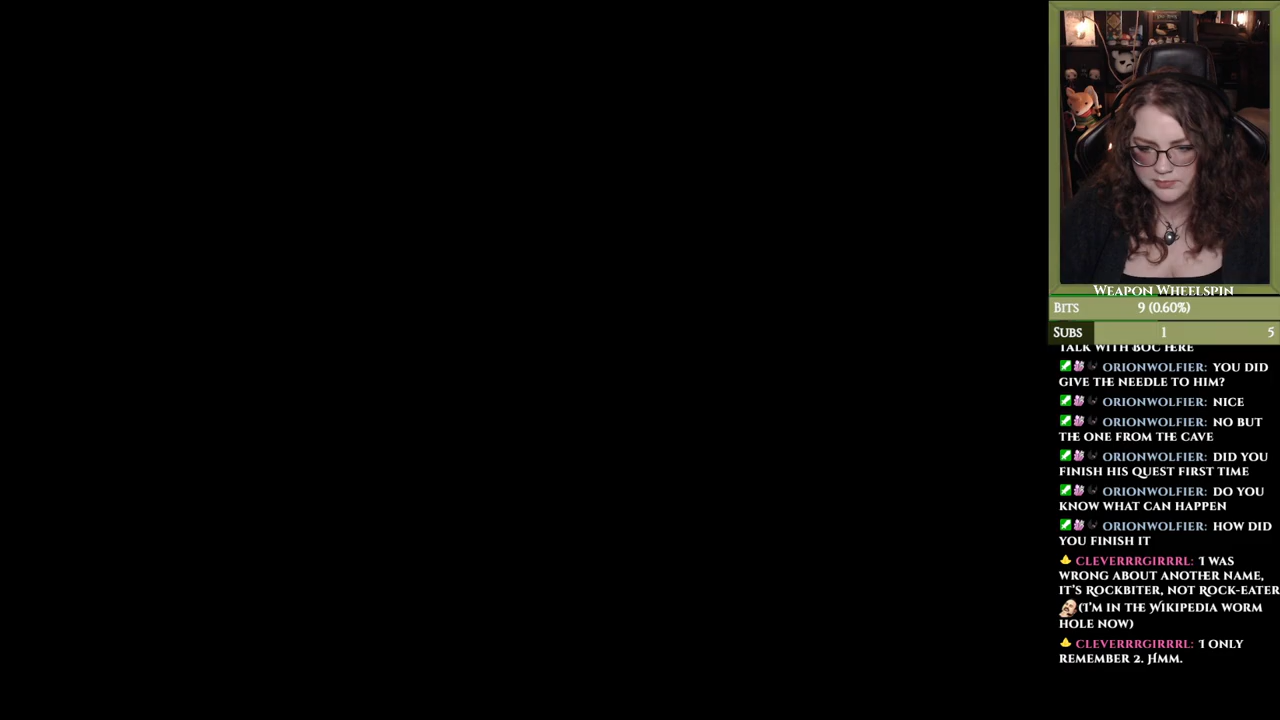 Weapon Wheelspin
Bits 9 (0.60%)
Subs 1 5
talk with Boc here
orionwolfier: You did
give the needle to him?
orionwolfier: nice
orionwolfier: no but
the one from the cave
orionwolfier: did you
finish his quest first time
orionwolfier: do you
know what can happen
orionwolfier: how did
you finish it
cleverrrgirrrl: I was
wrong about another name,
it's Rockbiter, not Rock-eater
(I'm in the Wikipedia worm
hole now)
cleverrrgirrrl: I only
remember 2. Hmm.